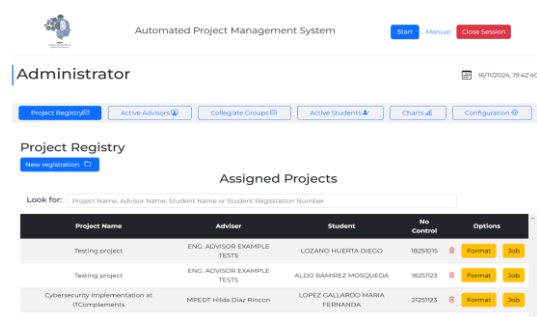 Automated Project Management System
Start
Manual
Close Session
Administrator
16/11/2024, 19:42:40
Project Registry
Active Advisors
Collegiate Groups
Active Students
Charts
Configuration
Project Registry
New registration
Assigned Projects
Look for:
Project Name, Advisor Name, Student Name or Student Registration Number
Project Name
Adviser
Student
No
Control
Options
Testing project
ENG. ADVISOR EXAMPLE
TESTS
LOZANO HUERTA DIEGO
18251015
Format
Job
Testing project
ENG. ADVISOR EXAMPLE
TESTS
ALDO RAMIREZ MOSQUEDA
18251123
Format
Job
Cybersecurity Implementation at
ITComplements
MPEDT Hilda Diaz Rincon
LOPEZ GALLARDO MARIA
FERNANDA
21251123
Format
Job